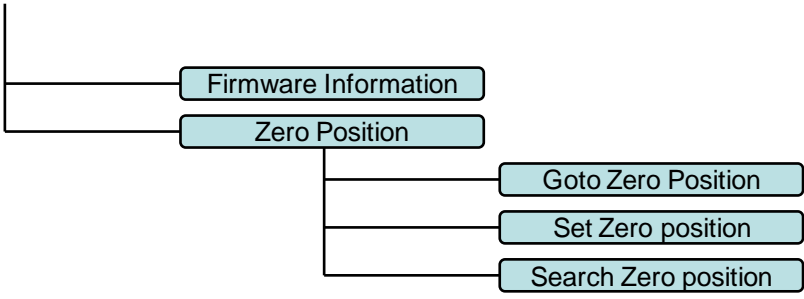 Firmware Information
Zero Position
Goto Zero Position
Set Zero position
Search Zero position